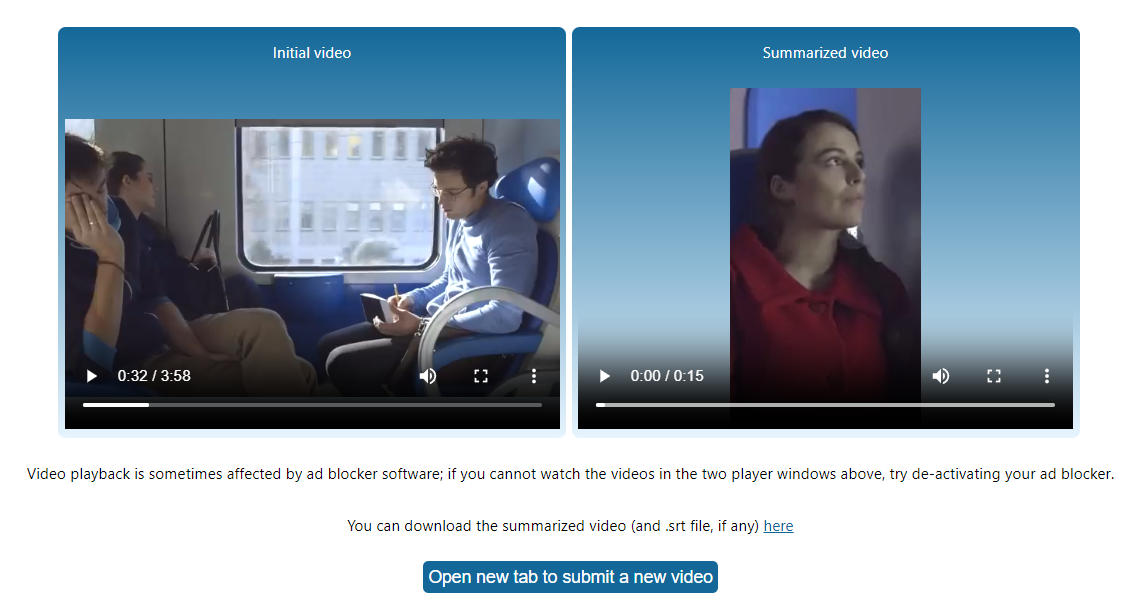 Initial video
Summarized video
0:32 / 3:58
0:00 / 0:15
Video playback is sometimes affected by ad blocker software; if you cannot watch the videos in the two player windows above, try de-activating your ad blocker.
You can download the summarized video (and .srt file, if any) here
Open new tab to submit a new video